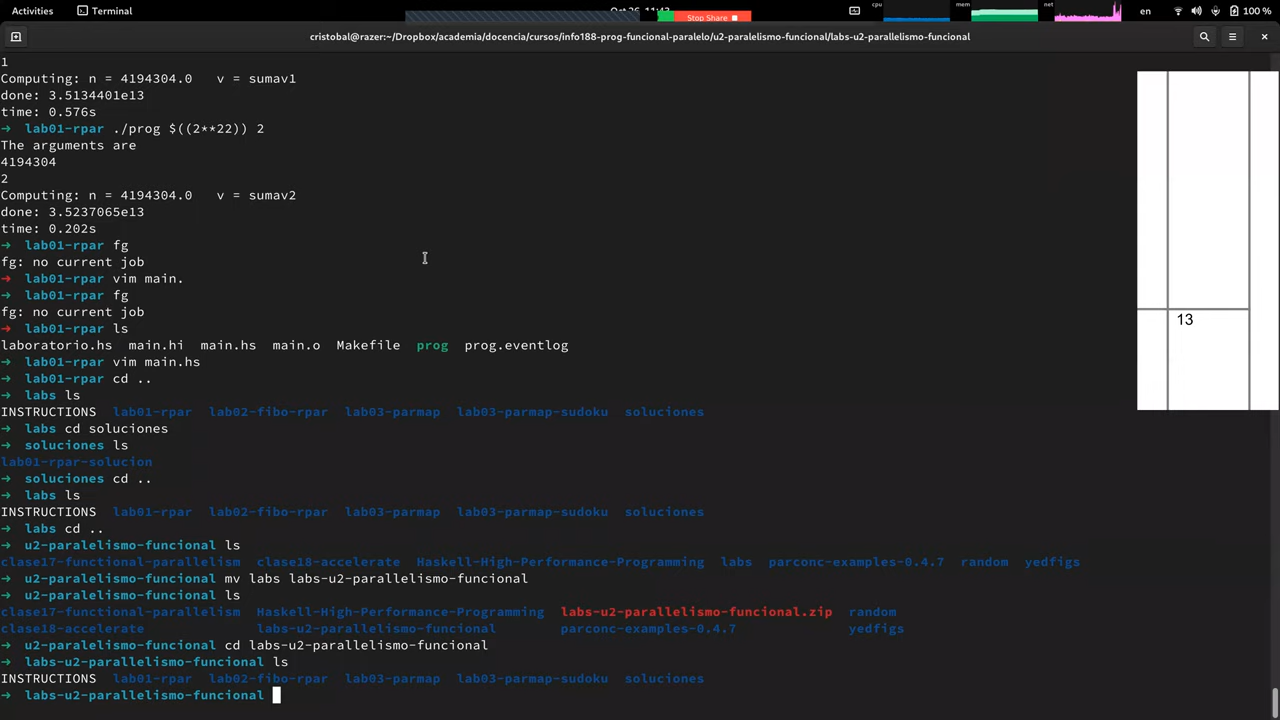 Activities Terminal Stop Share cpu mem net en 100 %
cristobal@razer:~/Dropbox/academia/docencia/cursos/info188-prog-funcional-paralelo/u2-paralelismo-funcional/labs-u2-parallelismo-funcional
1
Computing: n = 4194304.0   v = sumav1
done: 3.5134401e13
time: 0.576s
→ lab01-rpar ./prog $((2**22)) 2
The arguments are
4194304
2
Computing: n = 4194304.0   v = sumav2
done: 3.5237065e13
time: 0.202s
→ lab01-rpar fg
fg: no current job
→ lab01-rpar vim main.
→ lab01-rpar fg
fg: no current job
→ lab01-rpar ls
laboratorio.hs  main.hi  main.hs  main.o  Makefile  prog  prog.eventlog
→ lab01-rpar vim main.hs
→ lab01-rpar cd ..
→ labs ls
INSTRUCTIONS  lab01-rpar  lab02-fibo-rpar  lab03-parmap  lab03-parmap-sudoku  soluciones
→ labs cd soluciones
→ soluciones ls
lab01-rpar-solucion
→ soluciones cd ..
→ labs ls
INSTRUCTIONS  lab01-rpar  lab02-fibo-rpar  lab03-parmap  lab03-parmap-sudoku  soluciones
→ labs cd ..
→ u2-paralelismo-funcional ls
clase17-functional-parallelism  clase18-accelerate  Haskell-High-Performance-Programming  labs  parconc-examples-0.4.7  random  yedfigs
→ u2-paralelismo-funcional mv labs labs-u2-parallelismo-funcional
→ u2-paralelismo-funcional ls
clase17-functional-parallelism  Haskell-High-Performance-Programming  labs-u2-parallelismo-funcional.zip  random
clase18-accelerate  labs-u2-parallelismo-funcional  parconc-examples-0.4.7  yedfigs
→ u2-paralelismo-funcional cd labs-u2-parallelismo-funcional
→ labs-u2-parallelismo-funcional ls
INSTRUCTIONS  lab01-rpar  lab02-fibo-rpar  lab03-parmap  lab03-parmap-sudoku  soluciones
→ labs-u2-parallelismo-funcional
13